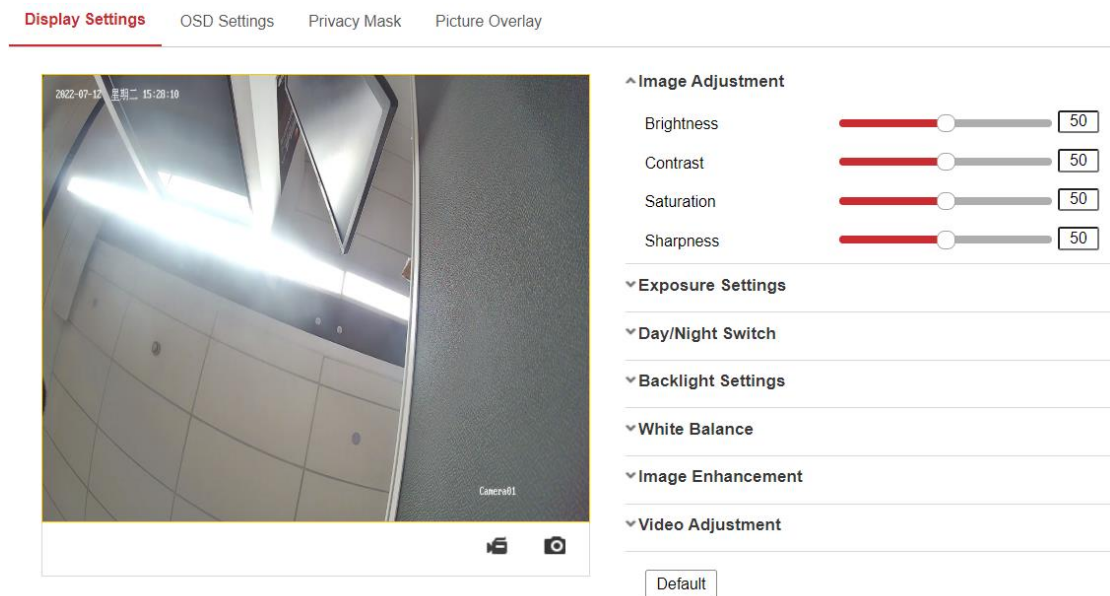 Display Settings OSD Settings Privacy Mask Picture Overlay
2022-07-12 星期二 15:28:10
Camera01
Image Adjustment
Brightness 50
Contrast 50
Saturation 50
Sharpness 50
Exposure Settings
Day/Night Switch
Backlight Settings
White Balance
Image Enhancement
Video Adjustment
Default